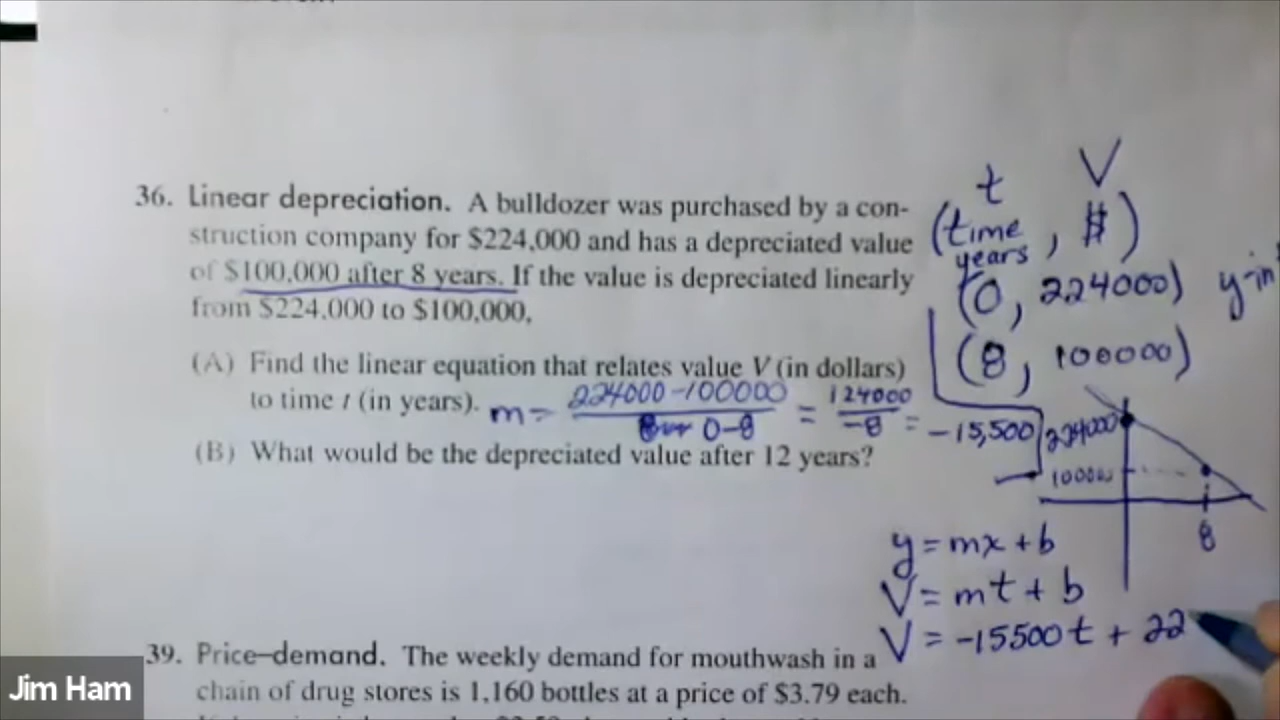 36. Linear depreciation. A bulldozer was purchased by a con-
struction company for $224,000 and has a depreciated value
of $100,000 after 8 years. If the value is depreciated linearly
from $224,000 to $100,000,
(A) Find the linear equation that relates value V (in dollars)
to time t (in years).
m = 224000-100000 / 0-8 = 124000 / -8 = -15,500
(B) What would be the depreciated value after 12 years?
t V
(time years, $)
(0, 224000) y-in
(8, 100000)
224000
8
y = mx + b
V = mt + b
V = -15500t + 22
39. Price–demand. The weekly demand for mouthwash in a
chain of drug stores is 1,160 bottles at a price of $3.79 each.
Jim Ham